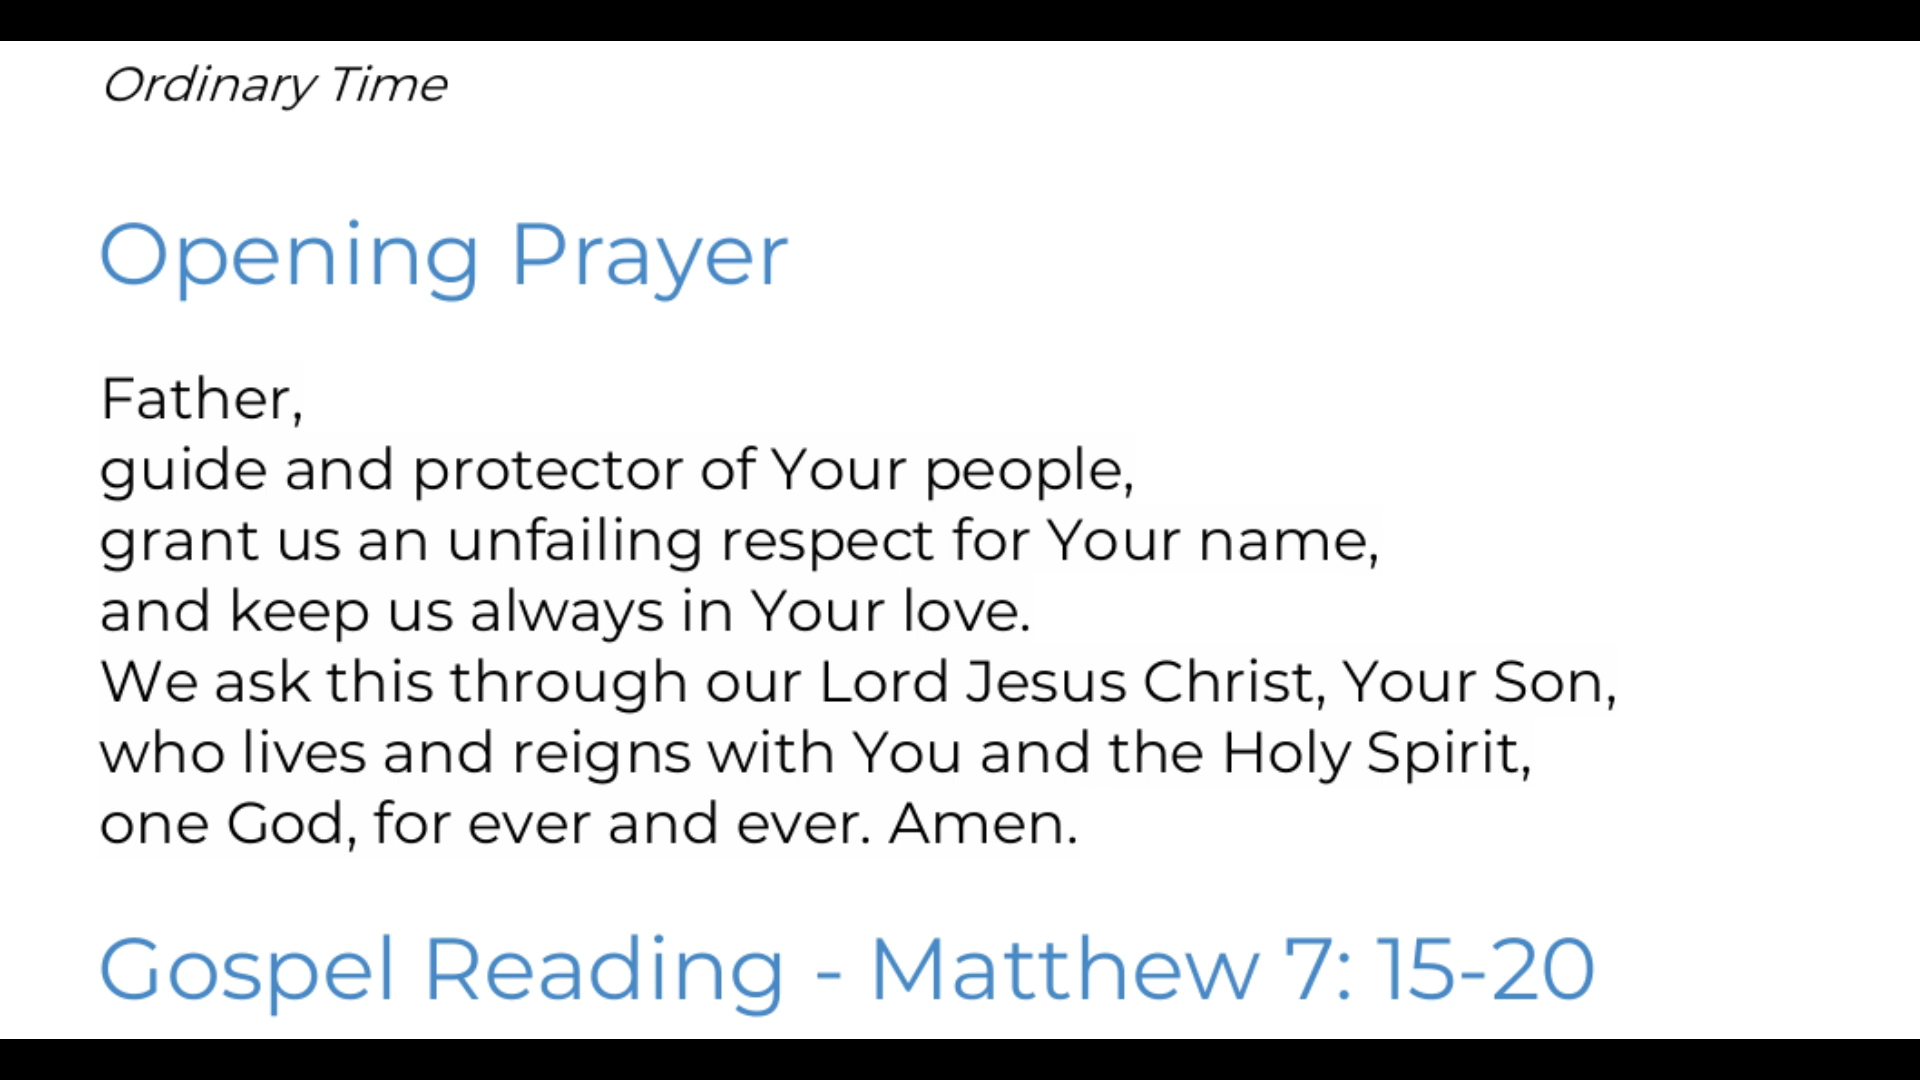 Ordinary Time
Opening Prayer
Father,
guide and protector of Your people,
grant us an unfailing respect for Your name,
and keep us always in Your love.
We ask this through our Lord Jesus Christ, Your Son,
who lives and reigns with You and the Holy Spirit,
one God, for ever and ever. Amen.
Gospel Reading - Matthew 7: 15-20